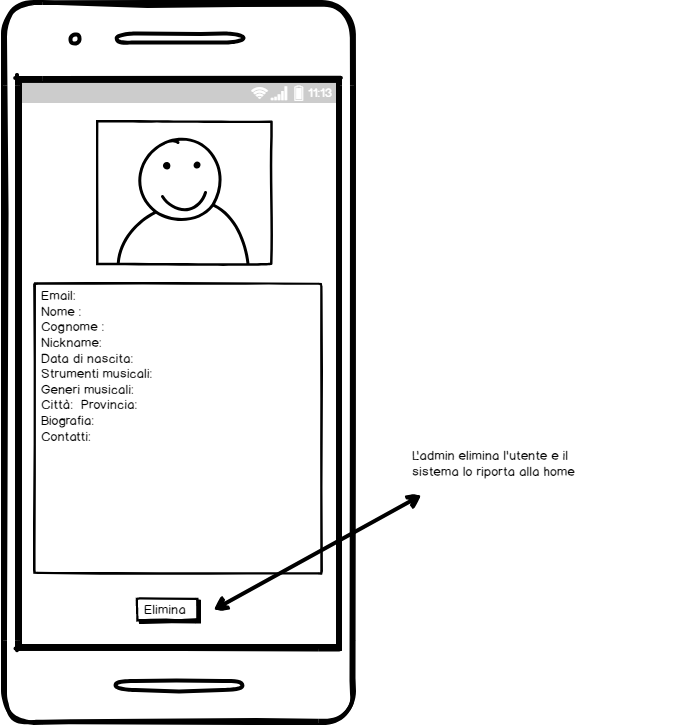 11:13
Email:
Nome :
Cognome :
Nickname:
Data di nascita:
Strumenti musicali:
Generi musicali:
Città:  Provincia:
Biografia:
Contatti:
L'admin elimina l'utente e il
sistema lo riporta alla home
Elimina